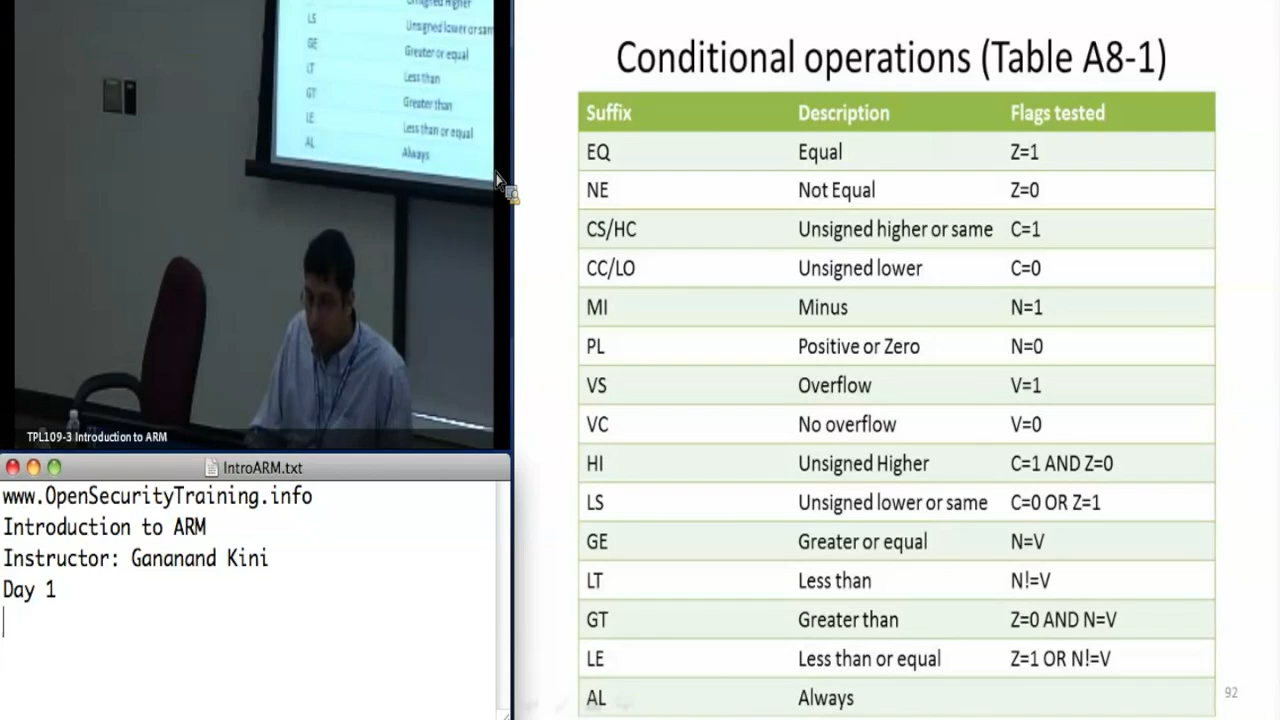 Unsigned Higher
LS Unsigned lower or sam
GE Greater or equal
LT Less than
GT Greater than
LE Less than or equal
AL Always
TPL109-3 Introduction to ARM
IntroARM.txt
www.OpenSecurityTraining.info
Introduction to ARM
Instructor: Gananand Kini
Day 1
Conditional operations (Table A8-1)
Suffix Description Flags tested
EQ Equal Z=1
NE Not Equal Z=0
CS/HC Unsigned higher or same C=1
CC/LO Unsigned lower C=0
MI Minus N=1
PL Positive or Zero N=0
VS Overflow V=1
VC No overflow V=0
HI Unsigned Higher C=1 AND Z=0
LS Unsigned lower or same C=0 OR Z=1
GE Greater or equal N=V
LT Less than N!=V
GT Greater than Z=0 AND N=V
LE Less than or equal Z=1 OR N!=V
AL Always
92